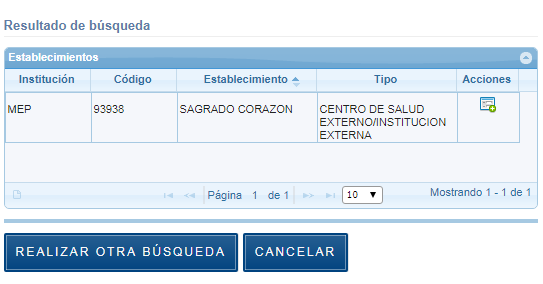 Resultado de búsqueda
Establecimientos
Institución Código Establecimiento Tipo Acciones
MEP 93938 SAGRADO CORAZON CENTRO DE SALUD
EXTERNO/INSTITUCION
EXTERNA
Página 1 de 1 10 Mostrando 1 - 1 de 1
REALIZAR OTRA BÚSQUEDA CANCELAR